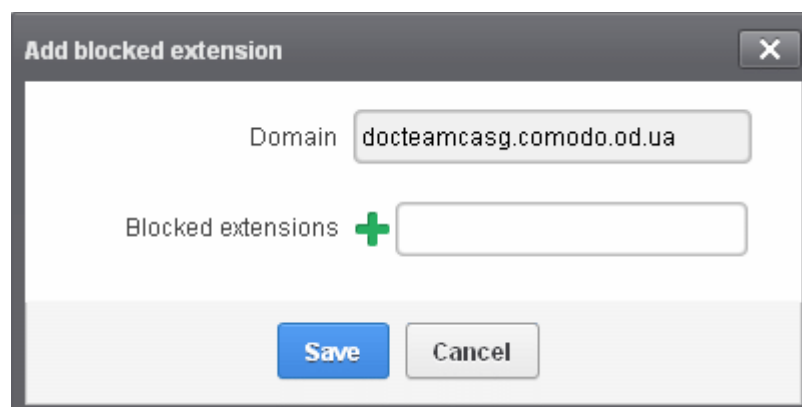 Add blocked extension
Domain docteamcasg.comodo.od.ua
Blocked extensions
Save Cancel